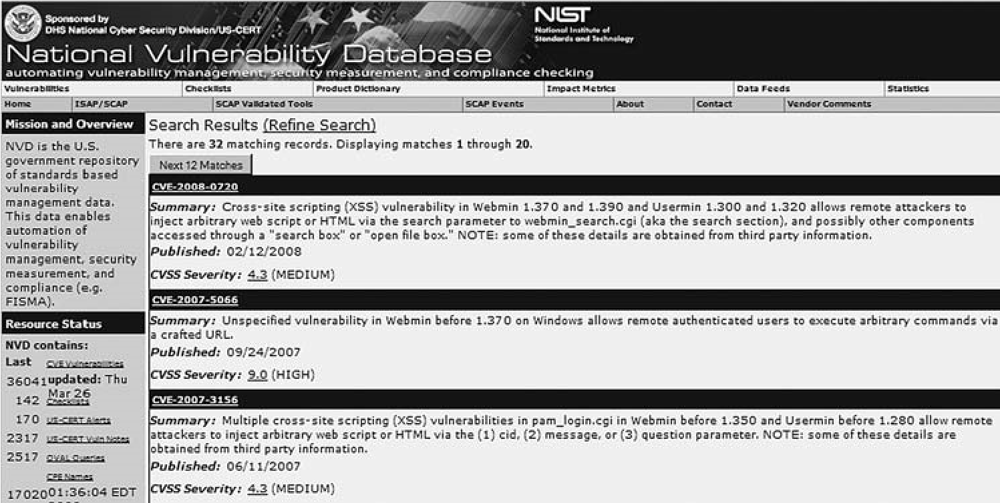 Sponsored by
DHS National Cyber Security Division/US-CERT
NIST
National Institute of
Standards and Technology
National Vulnerability Database
automating vulnerability management, security measurement, and compliance checking
Vulnerabilities Checklists Product Dictionary Impact Metrics Data Feeds Statistics
Home ISAP/SCAP SCAP Validated Tools SCAP Events About Contact Vendor Comments
Mission and Overview
NVD is the U.S.
government repository
of standards based
vulnerability
management data.
This data enables
automation of
vulnerability
management, security
measurement, and
compliance (e.g.
FISMA).
Resource Status
NVD contains:
Last CVE Vulnerabilities
36041 updated: Thu
Mar 26
142 Checklists
170 US-CERT Alerts
2317 US-CERT Vuln Notes
2517 OVAL Queries
CPE Names
17020 01:36:04 EDT
Search Results (Refine Search)
There are 32 matching records. Displaying matches 1 through 20.
Next 12 Matches
CVE-2008-0720
Summary: Cross-site scripting (XSS) vulnerability in Webmin 1.370 and 1.390 and Usermin 1.300 and 1.320 allows remote attackers to
inject arbitrary web script or HTML via the search parameter to webmin_search.cgi (aka the search section), and possibly other components
accessed through a "search box" or "open file box." NOTE: some of these details are obtained from third party information.
Published: 02/12/2008
CVSS Severity: 4.3 (MEDIUM)
CVE-2007-5066
Summary: Unspecified vulnerability in Webmin before 1.370 on Windows allows remote authenticated users to execute arbitrary commands via
a crafted URL.
Published: 09/24/2007
CVSS Severity: 9.0 (HIGH)
CVE-2007-3156
Summary: Multiple cross-site scripting (XSS) vulnerabilities in pam_login.cgi in Webmin before 1.350 and Usermin before 1.280 allow remote
attackers to inject arbitrary web script or HTML via the (1) cid, (2) message, or (3) question parameter. NOTE: some of these details are
obtained from third party information.
Published: 06/11/2007
CVSS Severity: 4.3 (MEDIUM)